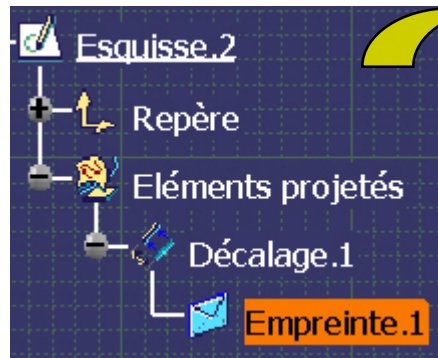 Esquisse.2
Repère
Eléments projetés
Décalage.1
Empreinte.1